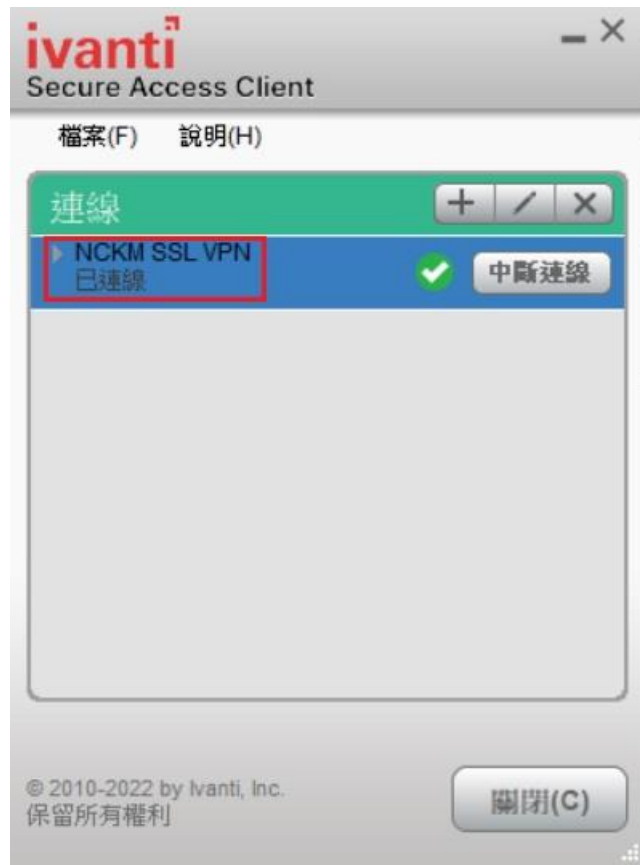 ivanti
Secure Access Client
檔案(F) 說明(H)
連線
NCKM SSL VPN
已連線
中斷連線
© 2010-2022 by Ivanti, Inc.
保留所有權利
關閉(C)